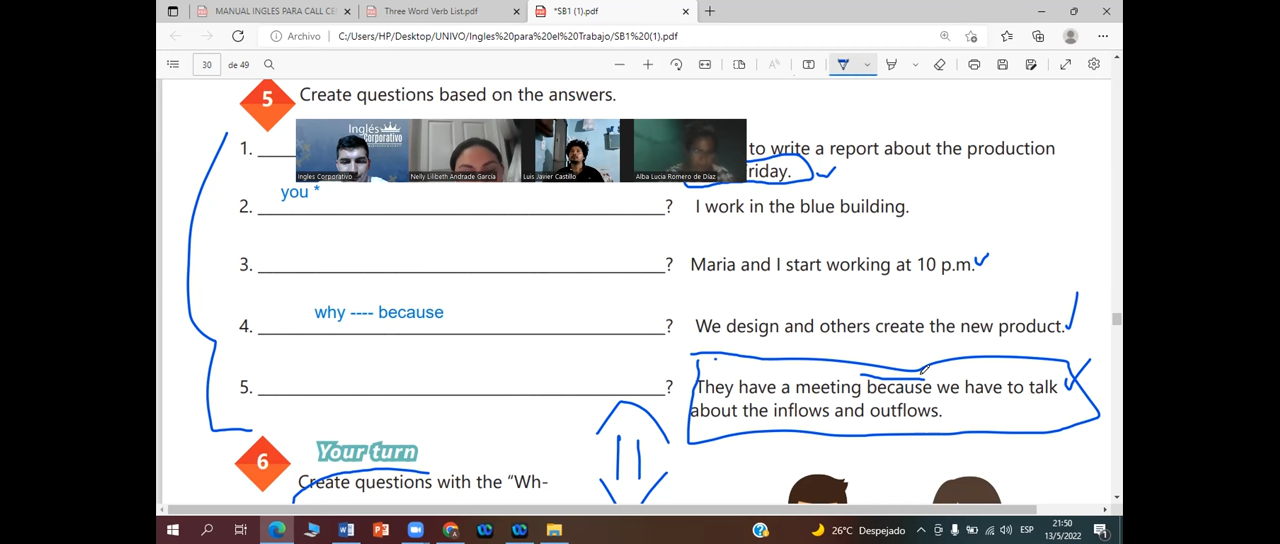 MANUAL INGLES PARA CALL CE
Three Word Verb List.pdf
*SB1 (1).pdf
Archivo
C:/Users/HP/Desktop/UNIVO/Ingles%20para%20el%20Trabajo/SB1%20(1).pdf
30 de 49
5 Create questions based on the answers.
Inglés
Corporativo
Ingles Corporativo
Nelly Lilibeth Andrade García
Luis Javier Castillo
Alba Lucia Romero de Díaz
1. to write a report about the production
riday.
you *
2. ? I work in the blue building.
3. ? Maria and I start working at 10 p.m.
why ---- because
4. ? We design and others create the new product.
5. ? They have a meeting because we have to talk
about the inflows and outflows.
6 Your turn
Create questions with the “Wh-
26°C Despejado
ESP
21:50
13/5/2022